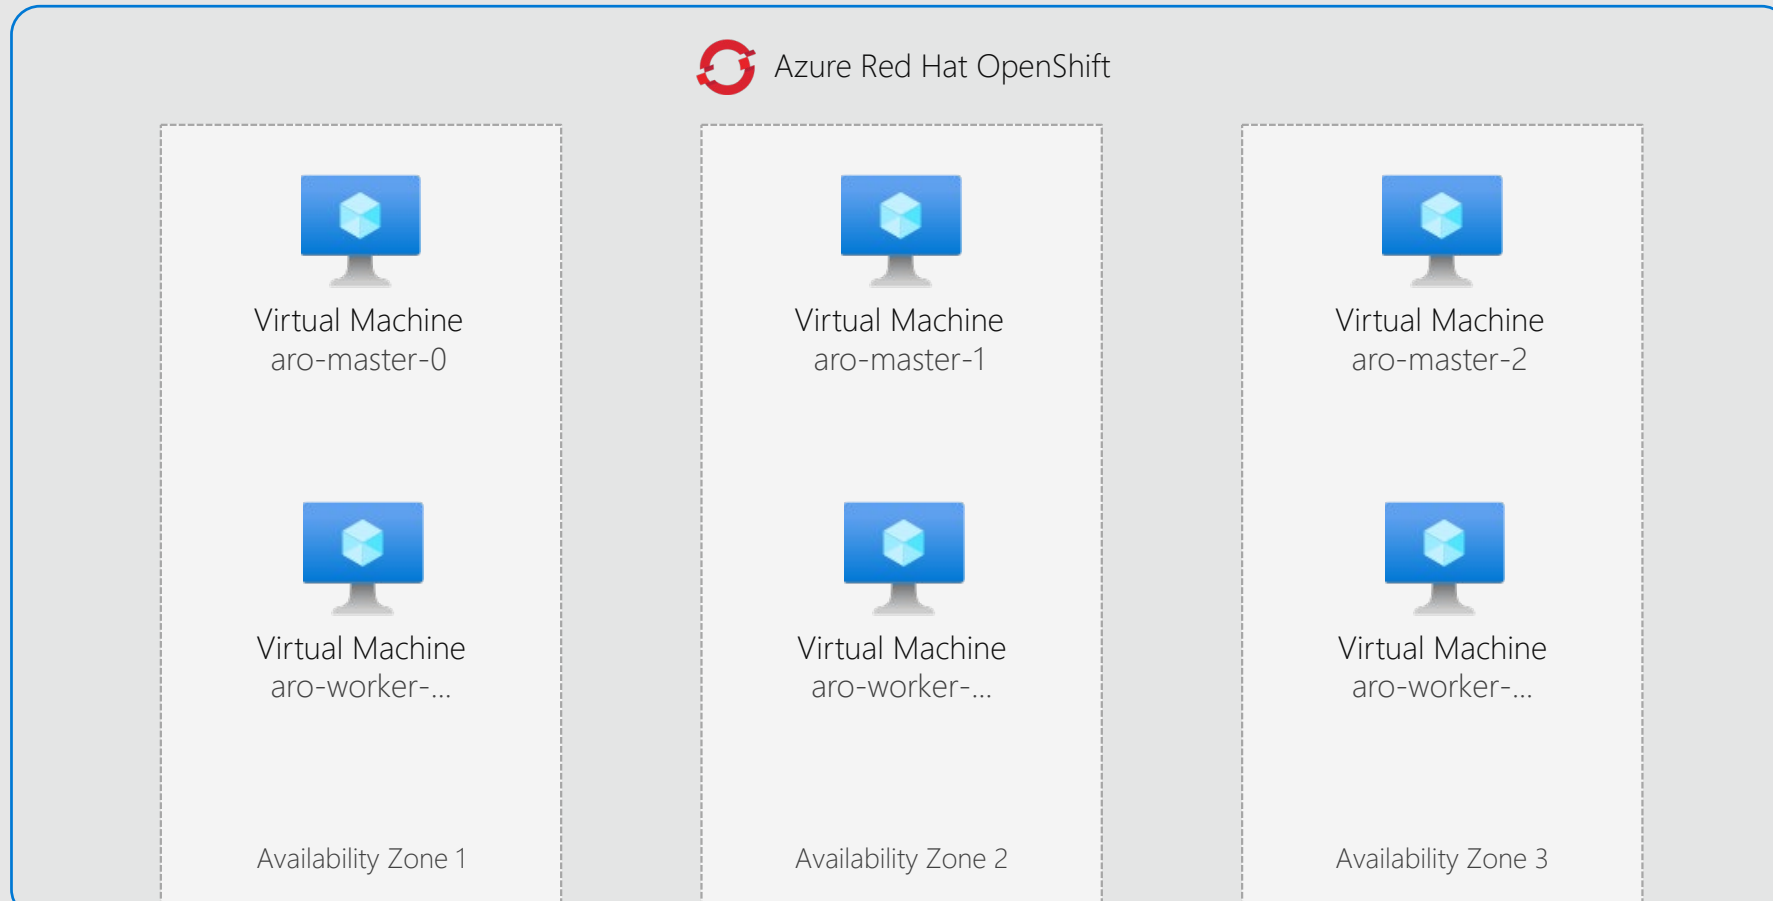 Azure Red Hat OpenShift
Virtual Machine
aro-master-0
Virtual Machine
aro-master-1
Virtual Machine
aro-master-2
Virtual Machine
aro-worker-...
Virtual Machine
aro-worker-...
Virtual Machine
aro-worker-...
Availability Zone 1
Availability Zone 2
Availability Zone 3